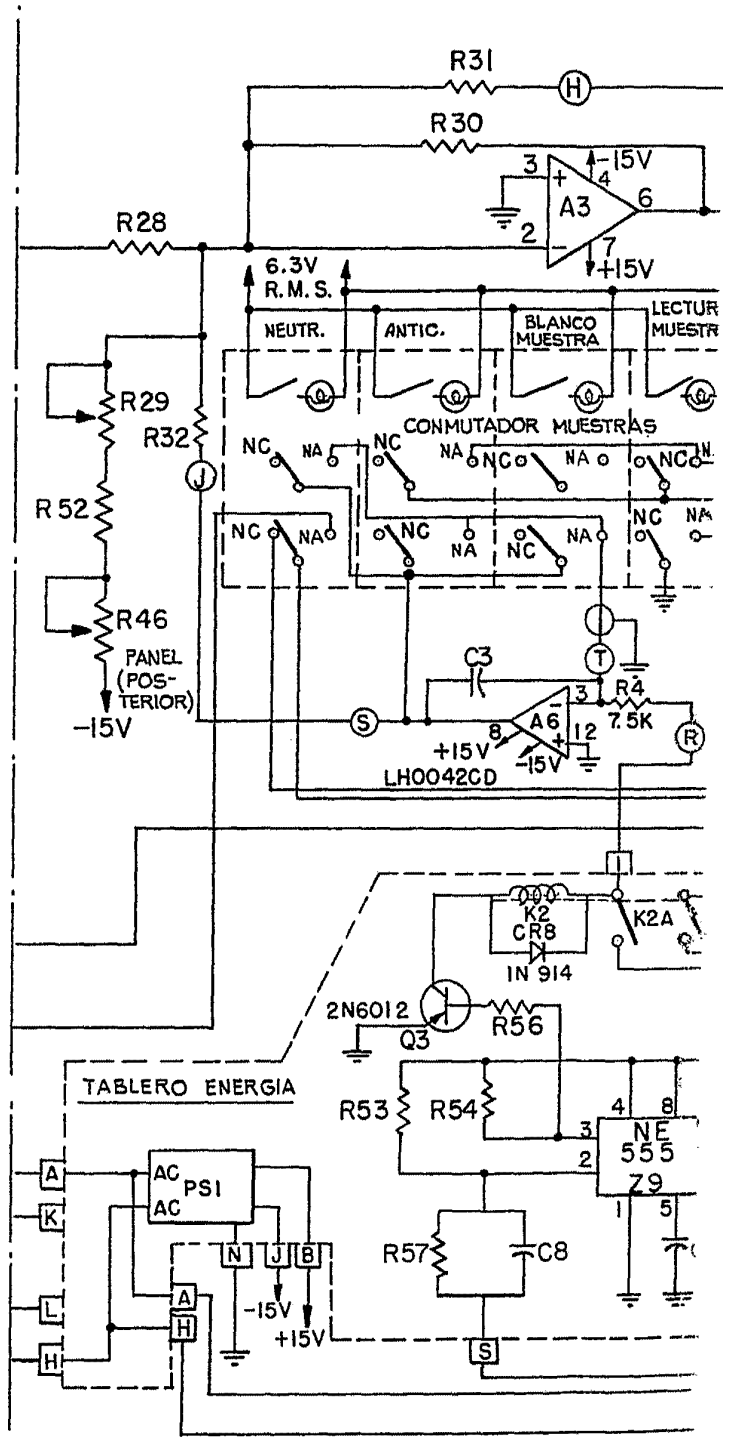 R31
H
R30
3
-15V
4
+
A3
6
R28
2
-
7
+15V
6.3V
R.M.S.
NEUTR.
ANTIC.
BLANCO
MUESTRA
LECTUR
MUESTR
R29
R32
CONMUTADOR MUESTRAS
NC NA NC NA NC NA NC N
J
R52
NC NA NC NA NC NA NC NA
R46
PANEL
(POS-
TERIOR)
-15V
C3
T
S
A6
3
-
R4
7.5K
R
8
+
12
+15V
-15V
LH0042CD
I
K2
K2A
CR8
1N 914
2N6012
Q3
R56
TABLERO ENERGIA
R53
R54
4
8
3
NE
555
2
Z9
A
AC
PS1
AC
K
1
5
N
J
B
R57
C8
L
A
-15V
H
+15V
H
S